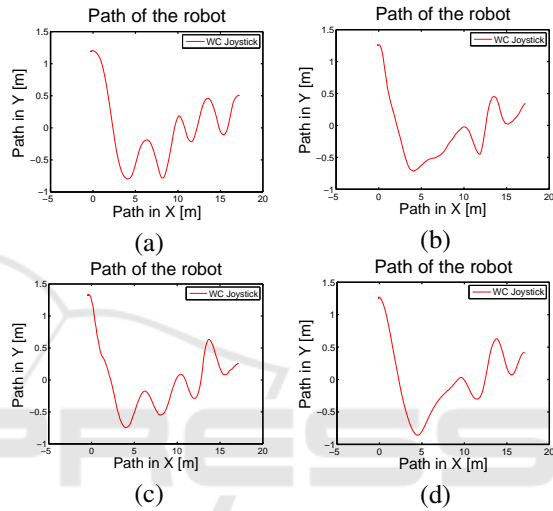 Path of the robot
WC Joystick
Path in Y [m]
1.5
1
0.5
0
−0.5
−1
−5 0 5 10 15 20
Path in X [m]
(a)
Path of the robot
WC Joystick
Path in Y [m]
1.5
1
0.5
0
−0.5
−1
−5 0 5 10 15 20
Path in X [m]
(b)
Path of the robot
WC Joystick
Path in Y [m]
1.5
1
0.5
0
−0.5
−1
−5 0 5 10 15 20
Path in X [m]
(c)
Path of the robot
WC Joystick
Path in Y [m]
1.5
1
0.5
0
−0.5
−1
−5 0 5 10 15 20
Path in X [m]
(d)
PRESS